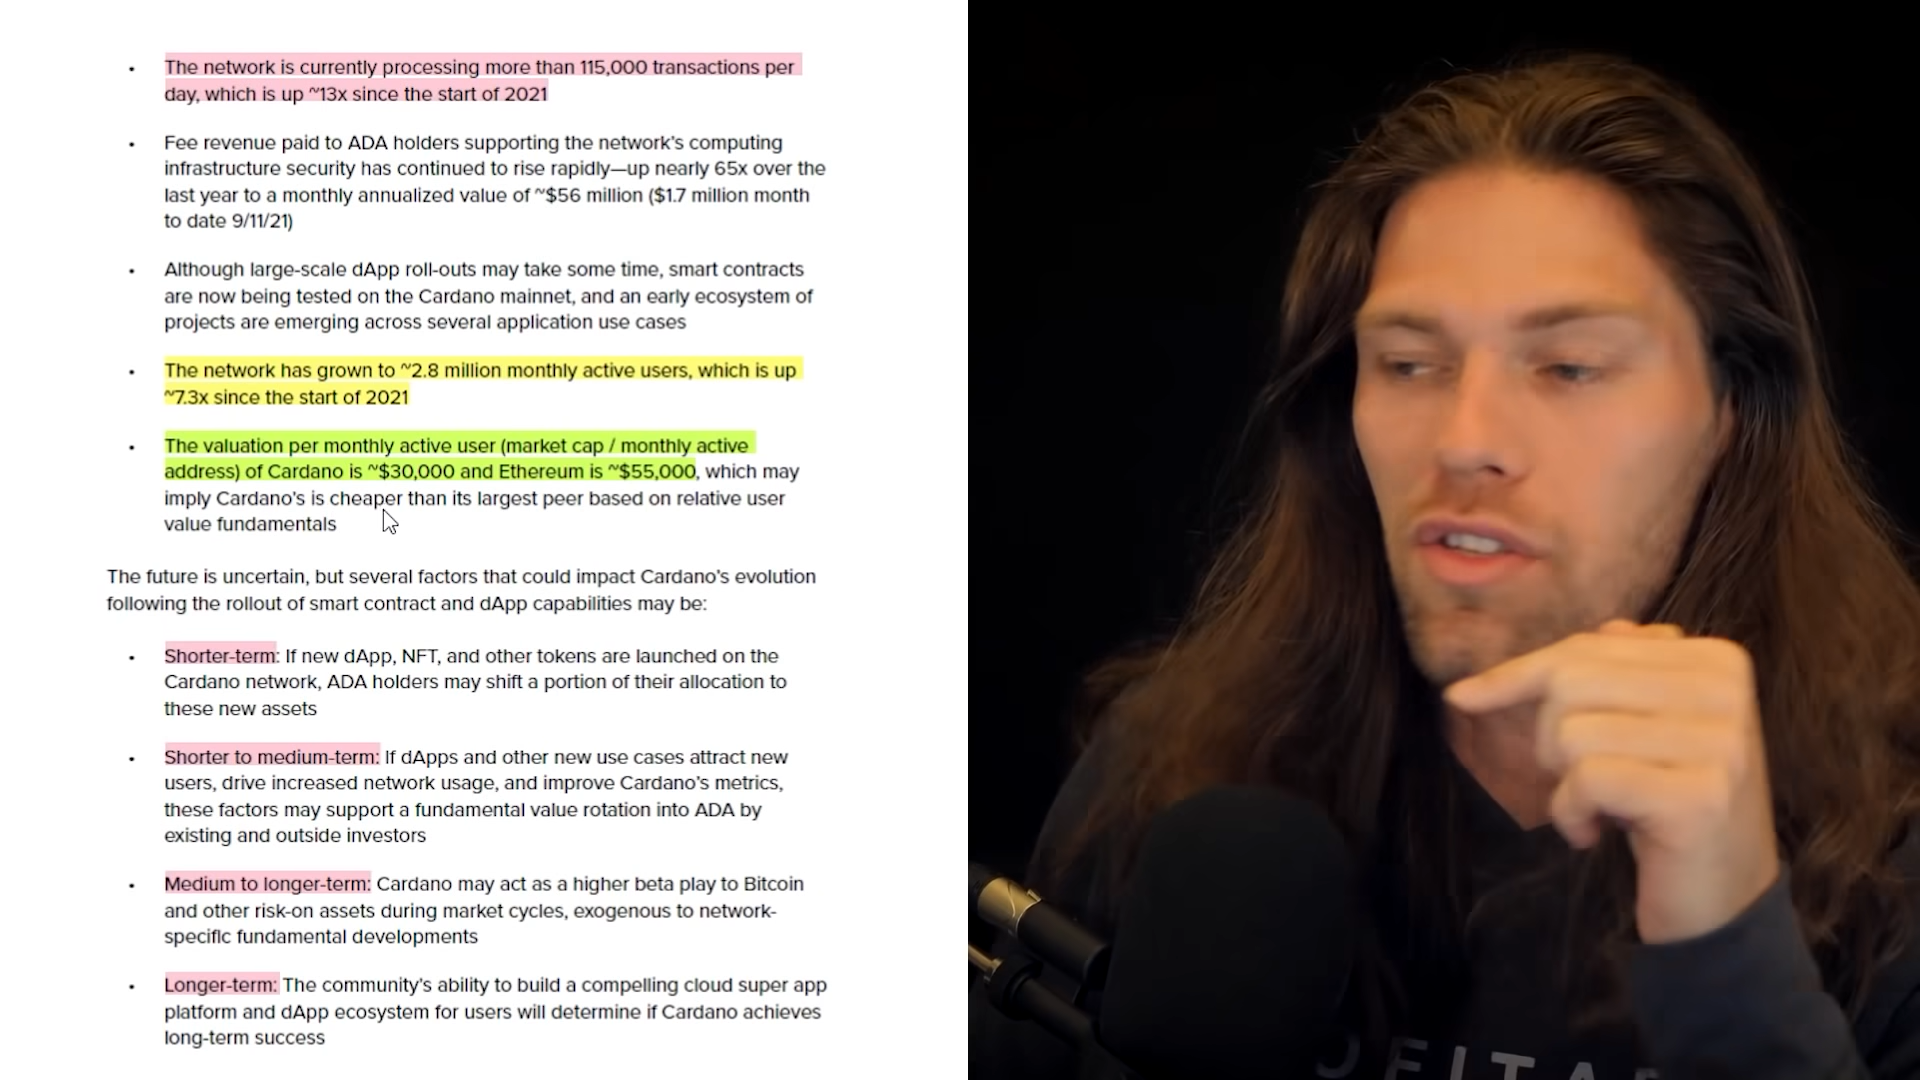 The network is currently processing more than 115,000 transactions per
day, which is up ~13x since the start of 2021
Fee revenue paid to ADA holders supporting the network's computing
infrastructure security has continued to rise rapidly—up nearly 65x over the
last year to a monthly annualized value of ~$56 million ($1.7 million month
to date 9/11/21)
Although large-scale dApp roll-outs may take some time, smart contracts
are now being tested on the Cardano mainnet, and an early ecosystem of
projects are emerging across several application use cases
The network has grown to ~2.8 million monthly active users, which is up
~7.3x since the start of 2021
The valuation per monthly active user (market cap / monthly active
address) of Cardano is ~$30,000 and Ethereum is ~$55,000, which may
imply Cardano's is cheaper than its largest peer based on relative user
value fundamentals
The future is uncertain, but several factors that could impact Cardano's evolution
following the rollout of smart contract and dApp capabilities may be:
Shorter-term: If new dApp, NFT, and other tokens are launched on the
Cardano network, ADA holders may shift a portion of their allocation to
these new assets
Shorter to medium-term: If dApps and other new use cases attract new
users, drive increased network usage, and improve Cardano's metrics,
these factors may support a fundamental value rotation into ADA by
existing and outside investors
Medium to longer-term: Cardano may act as a higher beta play to Bitcoin
and other risk-on assets during market cycles, exogenous to network-
specific fundamental developments
Longer-term: The community's ability to build a compelling cloud super app
platform and dApp ecosystem for users will determine if Cardano achieves
long-term success